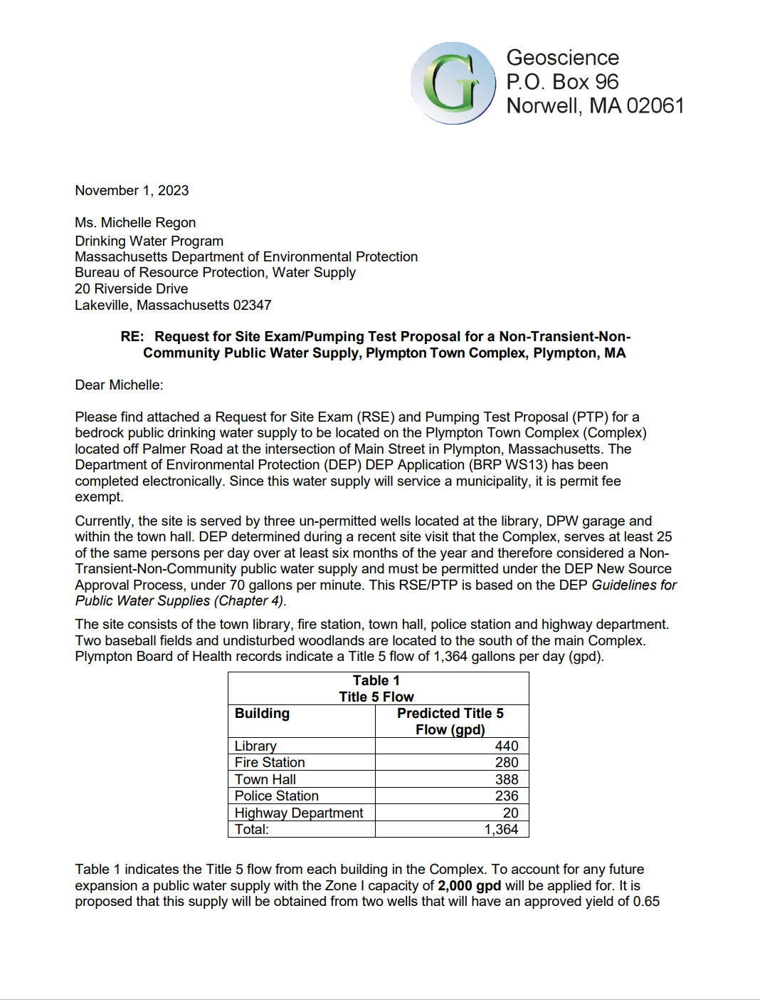 G
Geoscience
P.O. Box 96
Norwell, MA 02061
November 1, 2023
Ms. Michelle Regon
Drinking Water Program
Massachusetts Department of Environmental Protection
Bureau of Resource Protection, Water Supply
20 Riverside Drive
Lakeville, Massachusetts 02347
RE: Request for Site Exam/Pumping Test Proposal for a Non-Transient-Non-
Community Public Water Supply, Plympton Town Complex, Plympton, MA
Dear Michelle:
Please find attached a Request for Site Exam (RSE) and Pumping Test Proposal (PTP) for a
bedrock public drinking water supply to be located on the Plympton Town Complex (Complex)
located off Palmer Road at the intersection of Main Street in Plympton, Massachusetts. The
Department of Environmental Protection (DEP) DEP Application (BRP WS13) has been
completed electronically. Since this water supply will service a municipality, it is permit fee
exempt.
Currently, the site is served by three un-permitted wells located at the library, DPW garage and
within the town hall. DEP determined during a recent site visit that the Complex, serves at least 25
of the same persons per day over at least six months of the year and therefore considered a Non-
Transient-Non-Community public water supply and must be permitted under the DEP New Source
Approval Process, under 70 gallons per minute. This RSE/PTP is based on the DEP Guidelines for
Public Water Supplies (Chapter 4).
The site consists of the town library, fire station, town hall, police station and highway department.
Two baseball fields and undisturbed woodlands are located to the south of the main Complex.
Plympton Board of Health records indicate a Title 5 flow of 1,364 gallons per day (gpd).
Table 1
Title 5 Flow
Building Predicted Title 5
Flow (gpd)
Library 440
Fire Station 280
Town Hall 388
Police Station 236
Highway Department 20
Total: 1,364
Table 1 indicates the Title 5 flow from each building in the Complex. To account for any future
expansion a public water supply with the Zone I capacity of 2,000 gpd will be applied for. It is
proposed that this supply will be obtained from two wells that will have an approved yield of 0.65